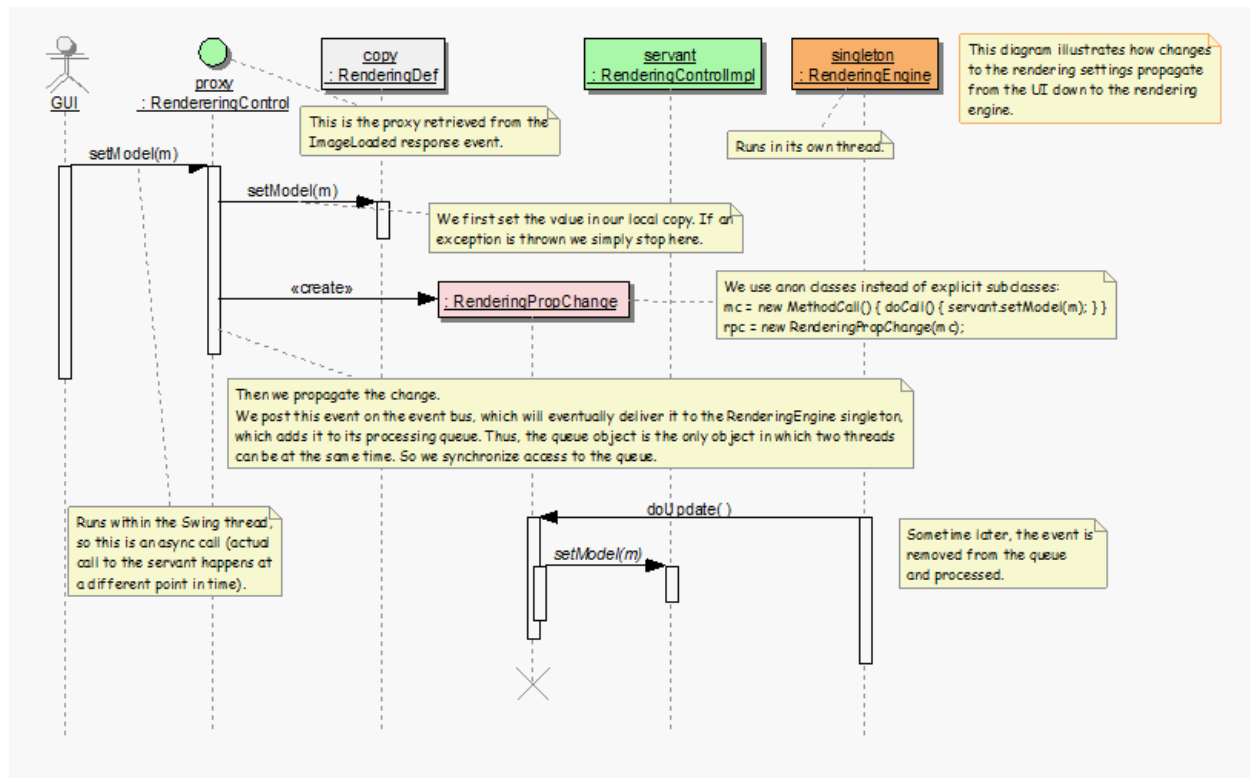 GUI
proxy
: RendereringControl
copy
: RenderingDef
servant
: RenderingControlImpl
singleton
: RenderingEngine
This diagram illustrates how changes
to the rendering settings propagate
from the UI down to the rendering
engine.
This is the proxy retrieved from the
ImageLoaded response event.
Runs in its own thread.
setModel(m)
setModel(m)
We first set the value in our local copy. If an
exception is thrown we simply stop here.
«create»
: RenderingPropChange
We use anon classes instead of explicit subclasses:
mc = new MethodCall() { doCall() { servant.setModel(m); } }
rpc = new RenderingPropChange(mc);
Then we propagate the change.
We post this event on the event bus, which will eventually deliver it to the RenderingEngine singleton,
which adds it to its processing queue. Thus, the queue object is the only object in which two threads
can be at the same time. So we synchronize access to the queue.
Runs within the Swing thread,
so this is an async call (actual
call to the servant happens at
a different point in time).
doUpdate( )
setModel(m)
Sometime later, the event is
removed from the queue
and processed.